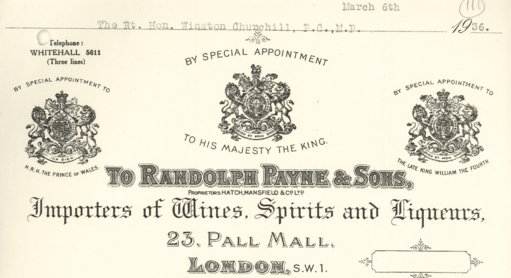 March 6th
(111)
The Rt. Hon. Winston Churchill, P.C.,M.P.
1936.
Telephone:
WHITEHALL 5611
(Three lines)
BY SPECIAL APPOINTMENT TO
H.R.H. THE PRINCE OF WALES.
BY SPECIAL APPOINTMENT
TO HIS MAJESTY THE KING.
BY SPECIAL APPOINTMENT TO
THE LATE KING WILLIAM THE FOURTH
TO RANDOLPH PAYNE & SONS,
PROPRIETORS: HATCH, MANSFIELD & CO LTD
Importers of Wines, Spirits and Liqueurs,
23, PALL MALL,
LONDON, S.W.1.